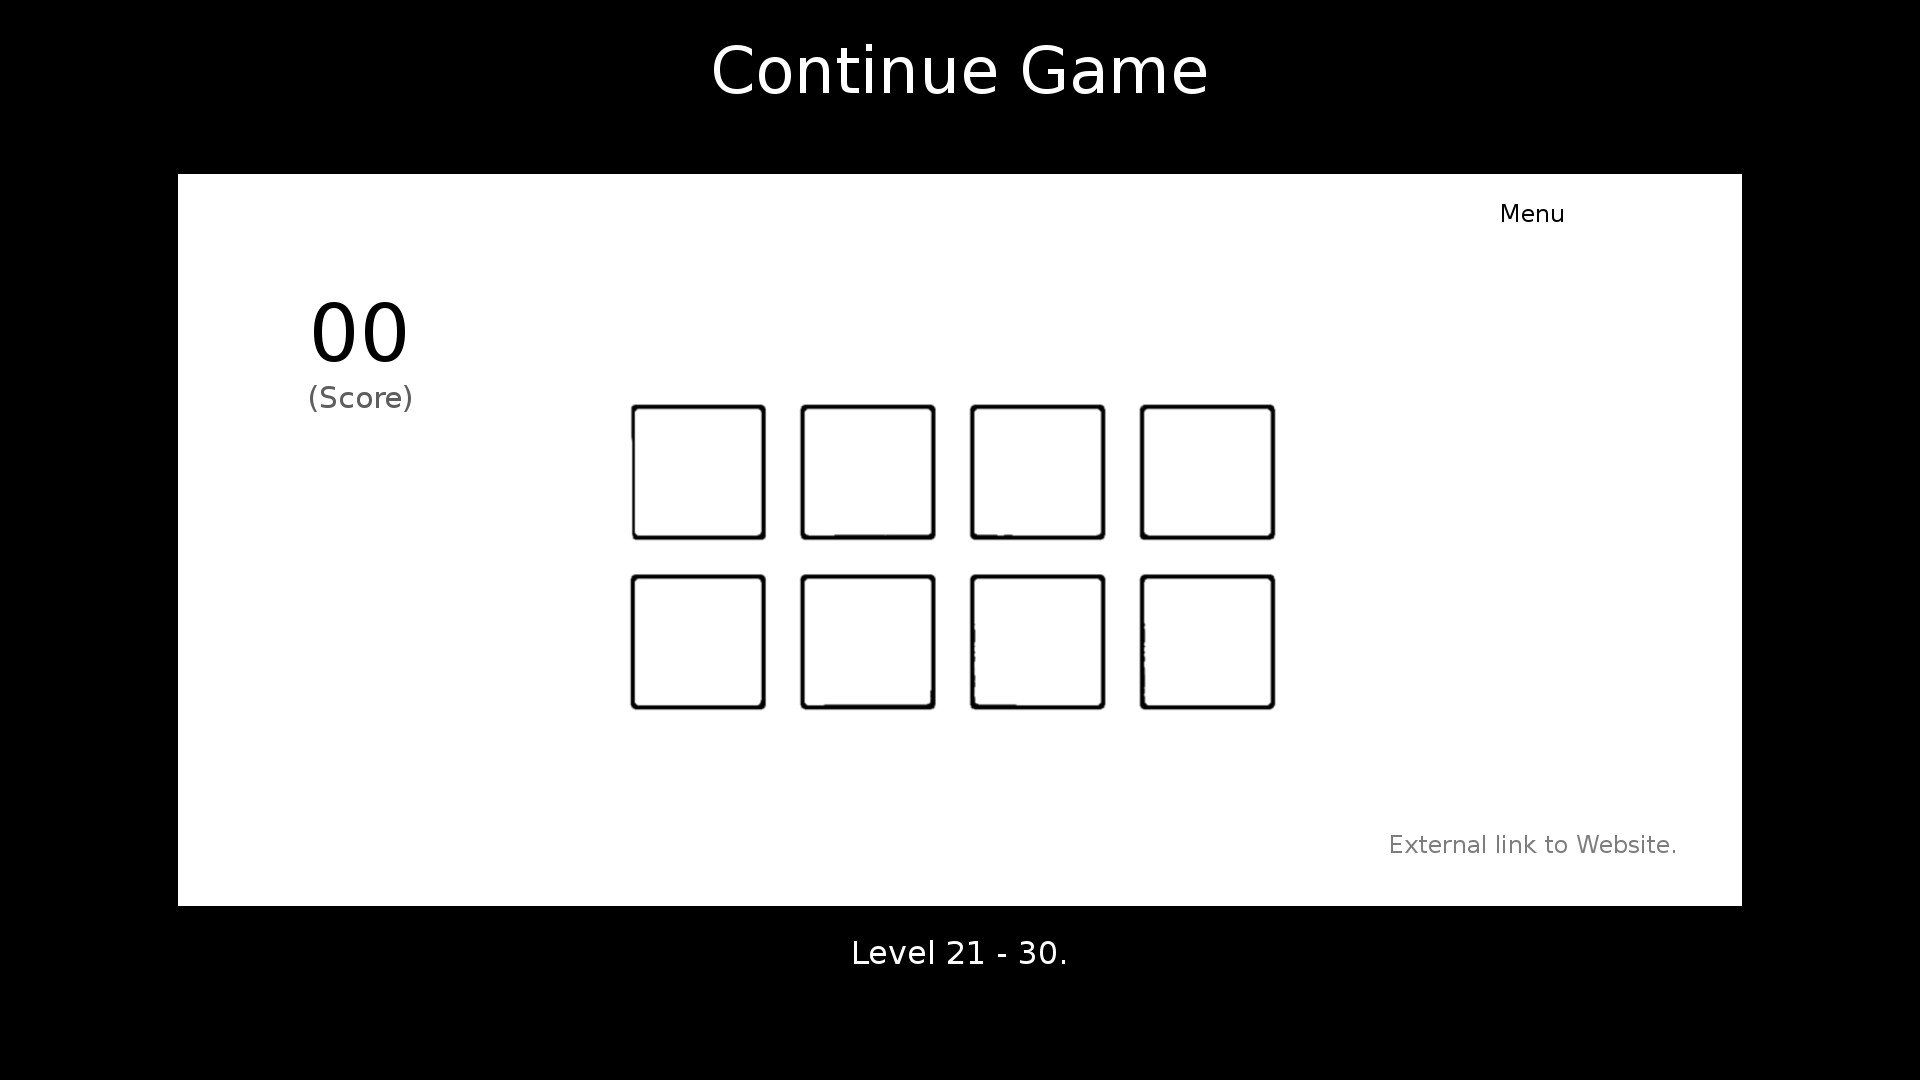 Continue Game
Menu
00
(Score)
External link to Website.
Level 21 - 30.